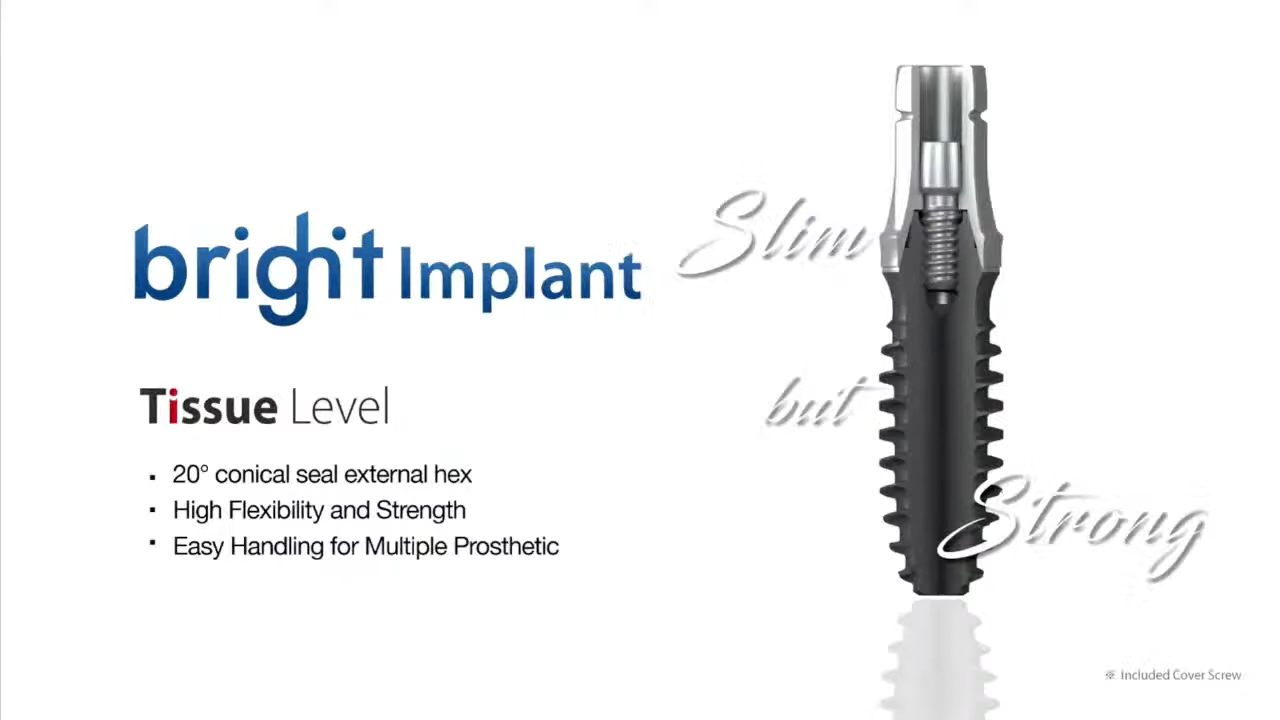 bright Implant
Tissue Level
▪ 20° conical seal external hex
▪ High Flexibility and Strength
▪ Easy Handling for Multiple Prosthetic
Slim
but
Strong
※ Included Cover Screw